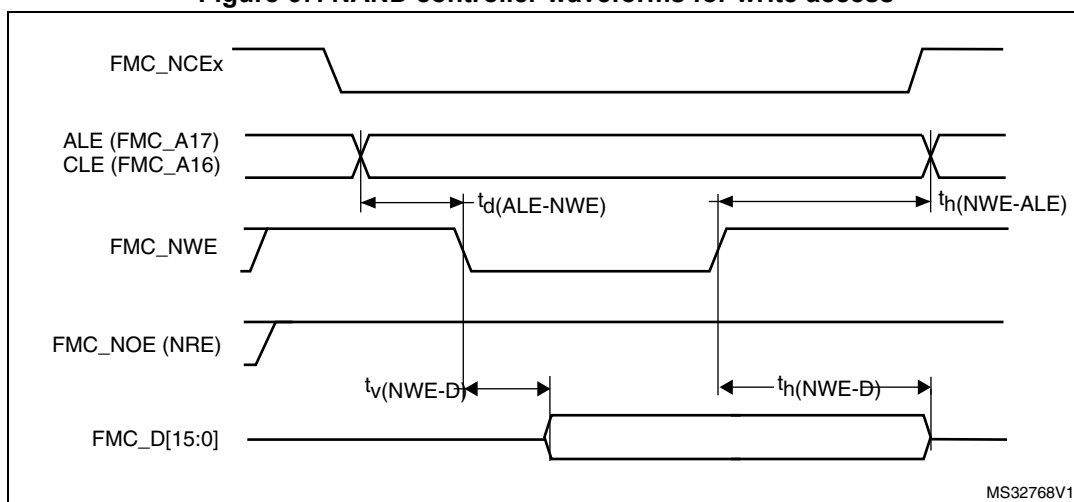 Figure NAND controller waveforms for write access
FMC_NCEx
ALE (FMC_A17)
CLE (FMC_A16)
td(ALE-NWE)
th(NWE-ALE)
FMC_NWE
FMC_NOE (NRE)
tv(NWE-D)
th(NWE-D)
FMC_D[15:0]
MS32768V1